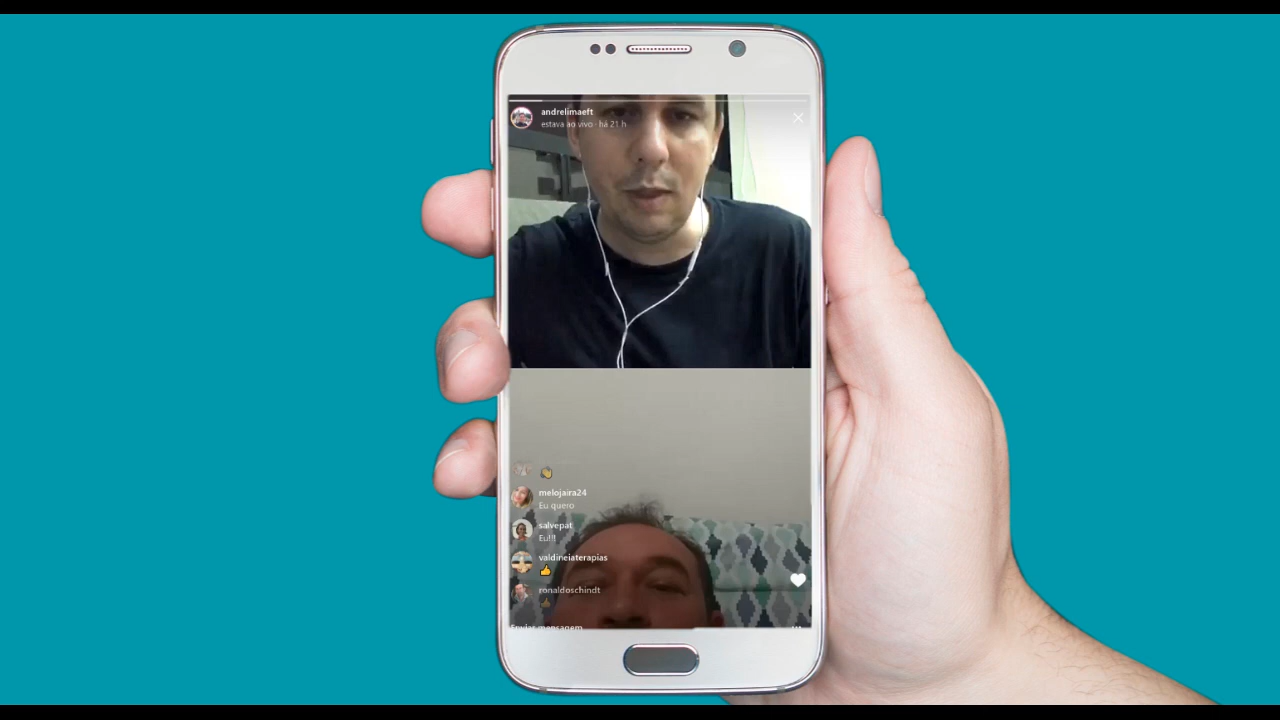 andrelimaeft
estava ao vivo · há 21 h
melojaira24
Eu quero
salvepat
Eu!!!
valdineiaterapias
ronaldoschindt
Enviar mensagem